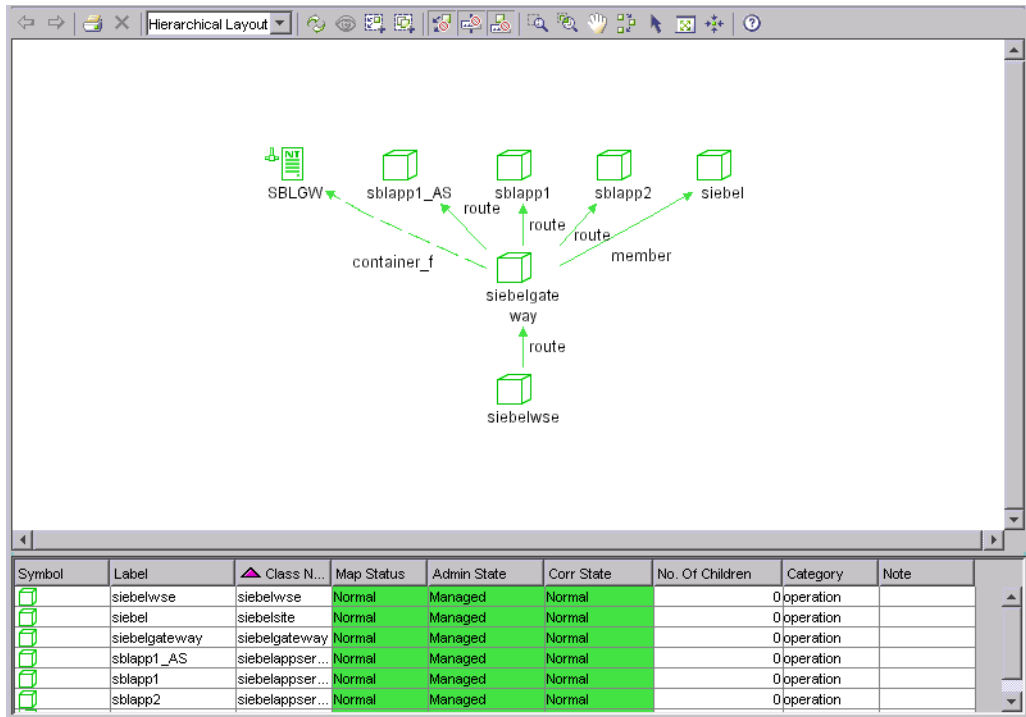 Hierarchical Layout
NT
SBLGW
sblapp1_AS
sblapp1
sblapp2
siebel
route
route
route
container_f
member
siebelgate
way
route
siebelwse
Symbol Label Class N... Map Status Admin State Corr State No. Of Children Category Note
siebelwse siebelwse Normal Managed Normal 0 operation
siebel siebelsite Normal Managed Normal 0 operation
siebelgateway siebelgateway Normal Managed Normal 0 operation
sblapp1_AS siebelappser... Normal Managed Normal 0 operation
sblapp1 siebelappser... Normal Managed Normal 0 operation
sblapp2 siebelappser... Normal Managed Normal 0 operation